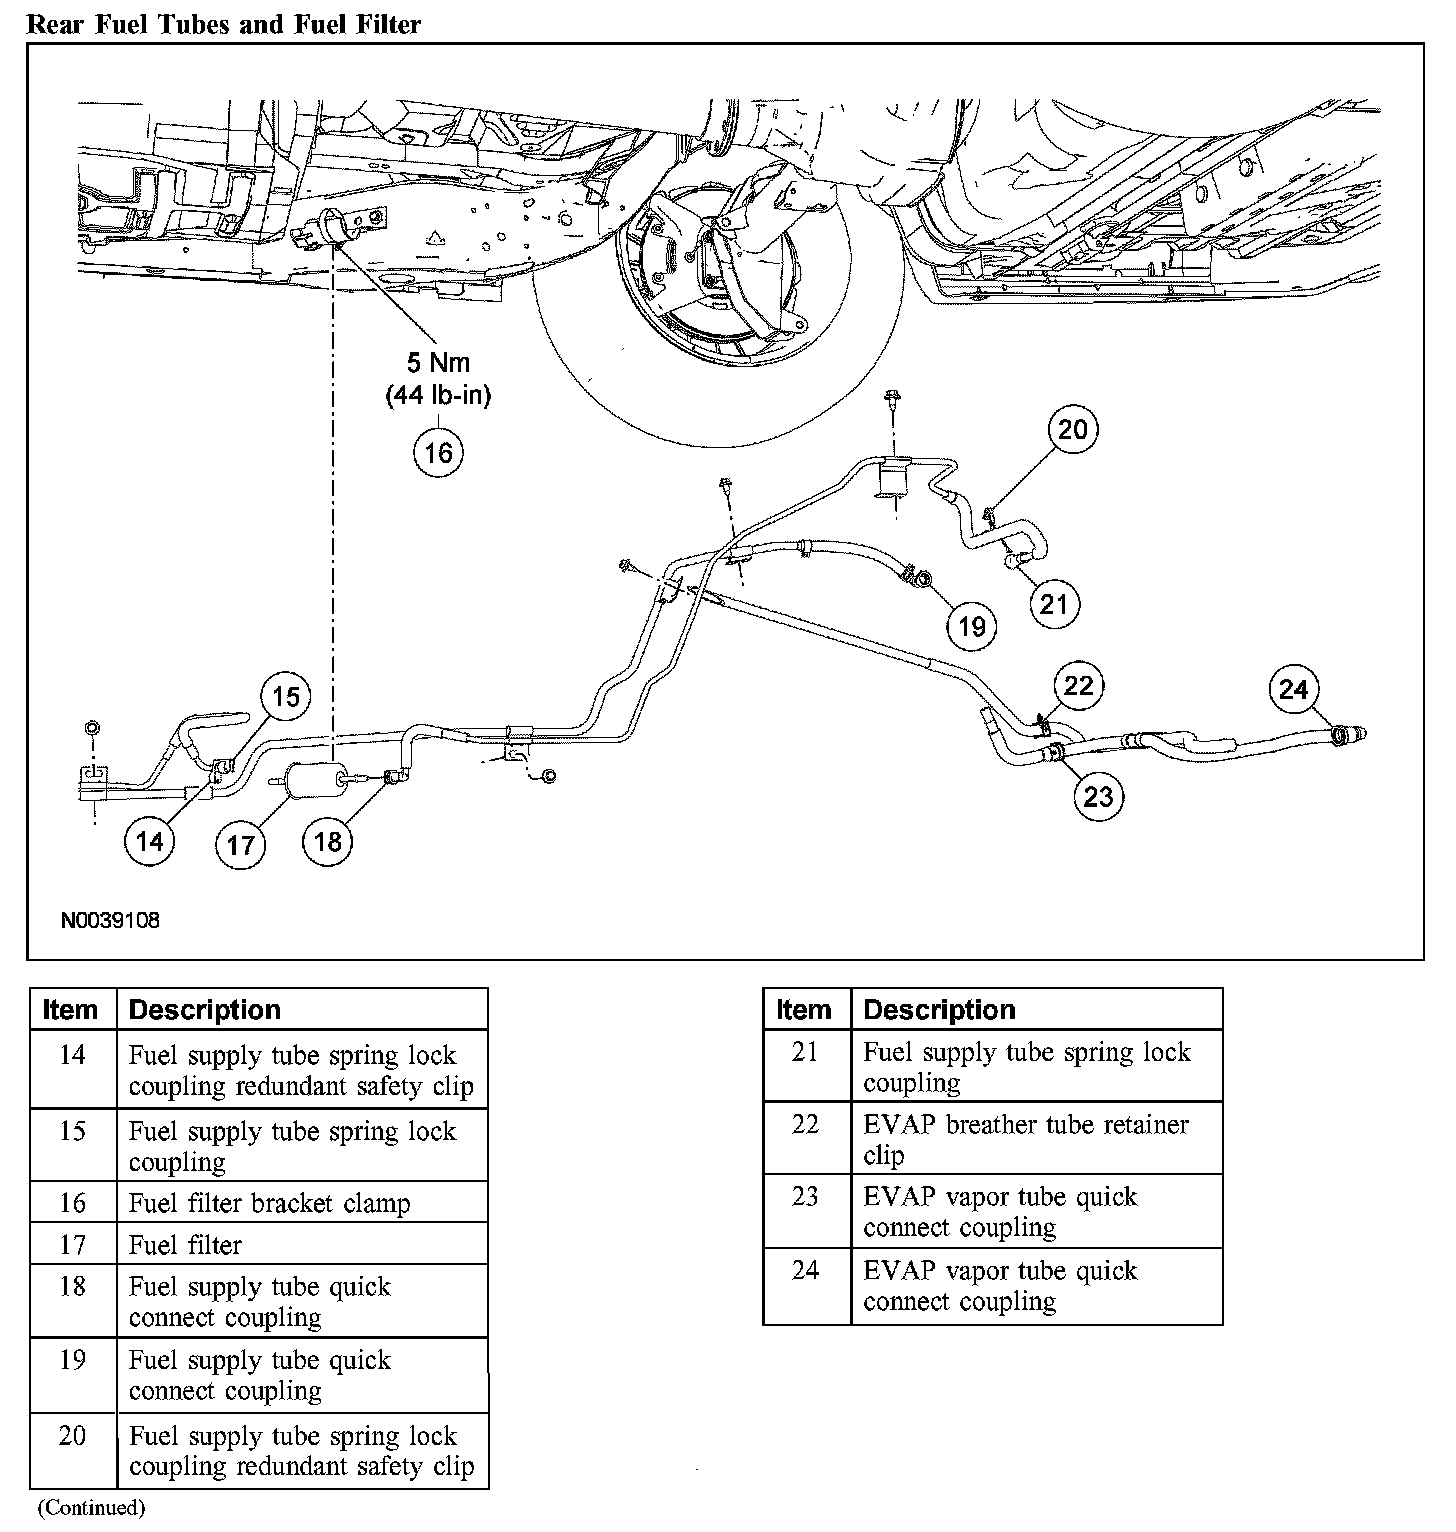 Rear Fuel Tubes and Fuel Filter
5 Nm
(44 lb-in)
16
20
21
19
15
22
24
23
14
17
18
N0039108
Item Description
14 Fuel supply tube spring lock
coupling redundant safety clip
15 Fuel supply tube spring lock
coupling
16 Fuel filter bracket clamp
17 Fuel filter
18 Fuel supply tube quick
connect coupling
19 Fuel supply tube quick
connect coupling
20 Fuel supply tube spring lock
coupling redundant safety clip
(Continued)
Item Description
21 Fuel supply tube spring lock
coupling
22 EVAP breather tube retainer
clip
23 EVAP vapor tube quick
connect coupling
24 EVAP vapor tube quick
connect coupling